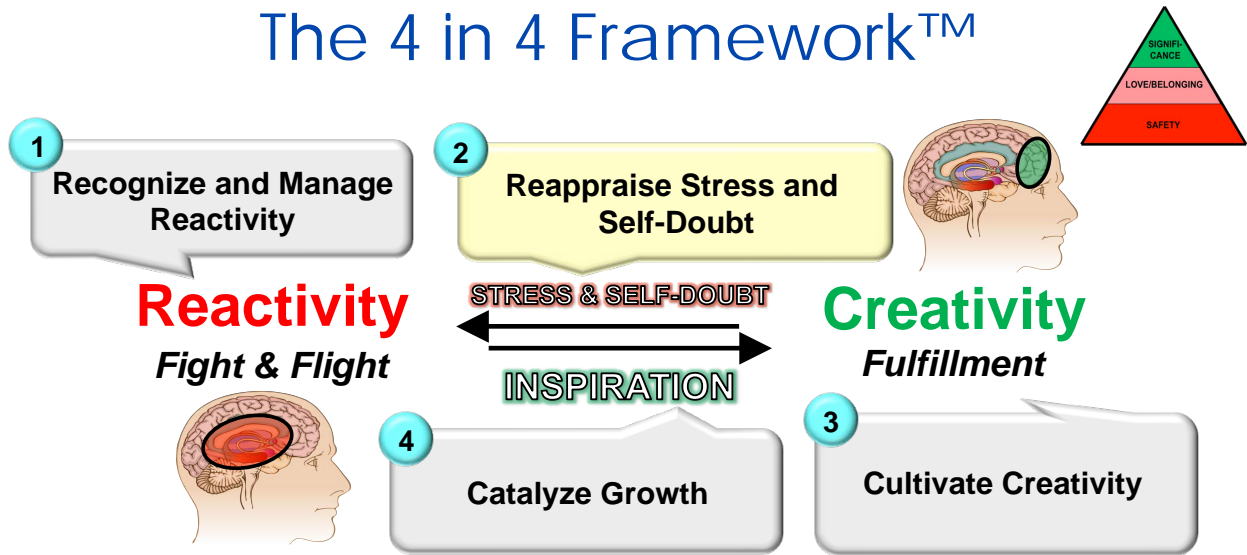 The 4 in 4 Framework™
SIGNIFI-
CANCE
LOVE/BELONGING
SAFETY
1
Recognize and Manage
Reactivity
2
Reappraise Stress and
Self-Doubt
Reactivity
Fight & Flight
STRESS & SELF-DOUBT
INSPIRATION
Creativity
Fulfillment
4
Catalyze Growth
3
Cultivate Creativity